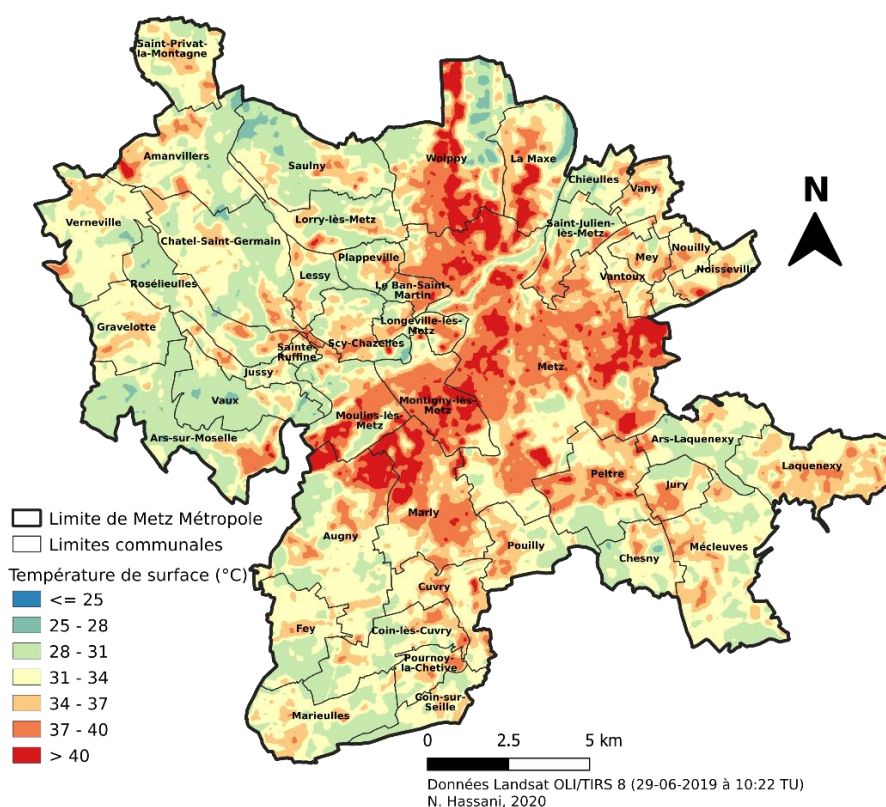 Saint-Privat-
la-Montagne
Amanvillers
Saulny
Woippy
La Maxe
Chieulles
Vany
Verneville
Lorry-lès-Metz
Saint-Julien-
lès-Metz
Chatel-Saint-Germain
Plappeville
Mey
Nouilly
Lessy
Vantoux
Noisseville
Rosélieulles
Le Ban-Saint-
Martin
Gravelotte
Longeville-lès-
Metz
Scy-Chazelles
Sainte-
Ruffine
Jussy
Metz
Vaux
Montigny-lès-
Metz
Moulins-lès-
Metz
Ars-sur-Moselle
Ars-Laquenexy
Laquenexy
Peltre
Jury
Marly
Augny
Pouilly
Chesny
Mécleuves
Cuvry
Fey
Coin-lès-Cuvry
Pournoy-
la-Chetive
Coin-sur-
Seille
Marieulles
N
Limite de Metz Métropole
Limites communales
Température de surface (°C)
<= 25
25 - 28
28 - 31
31 - 34
34 - 37
37 - 40
> 40
0 2.5 5 km
Données Landsat OLI/TIRS 8 (29-06-2019 à 10:22 TU)
N. Hassani, 2020